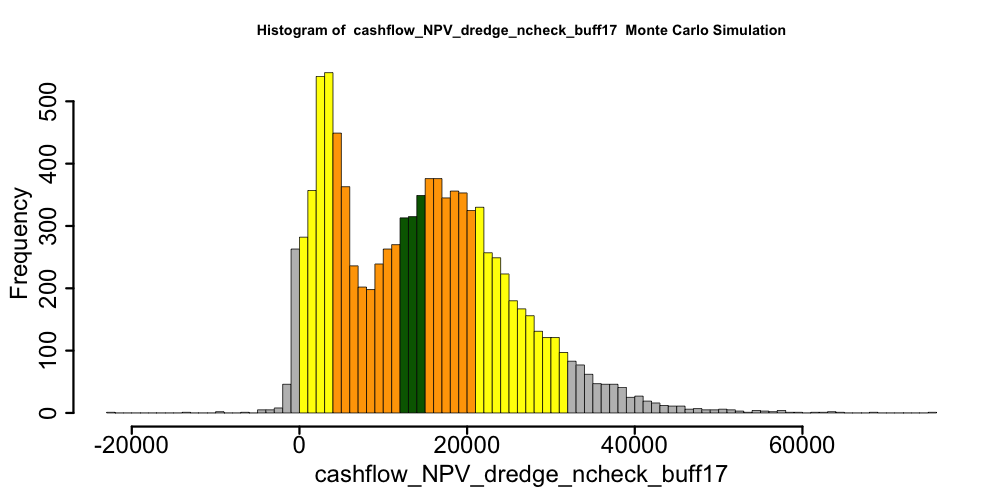 Histogram of  cashflow_NPV_dredge_ncheck_buff17  Monte Carlo Simulation
Frequency
500
400
300
200
100
0
-20000 0 20000 40000 60000
cashflow_NPV_dredge_ncheck_buff17